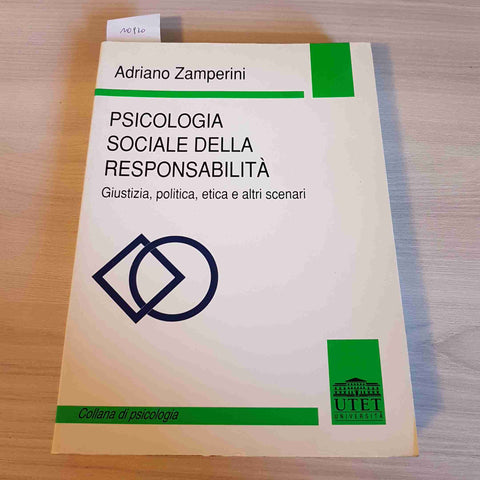 Adriano Zamperini
PSICOLOGIA
SOCIALE DELLA
RESPONSABILITÀ
Giustizia, politica, etica e altri scenari
Collana di psicologia
UTET
UNIVERSITÀ